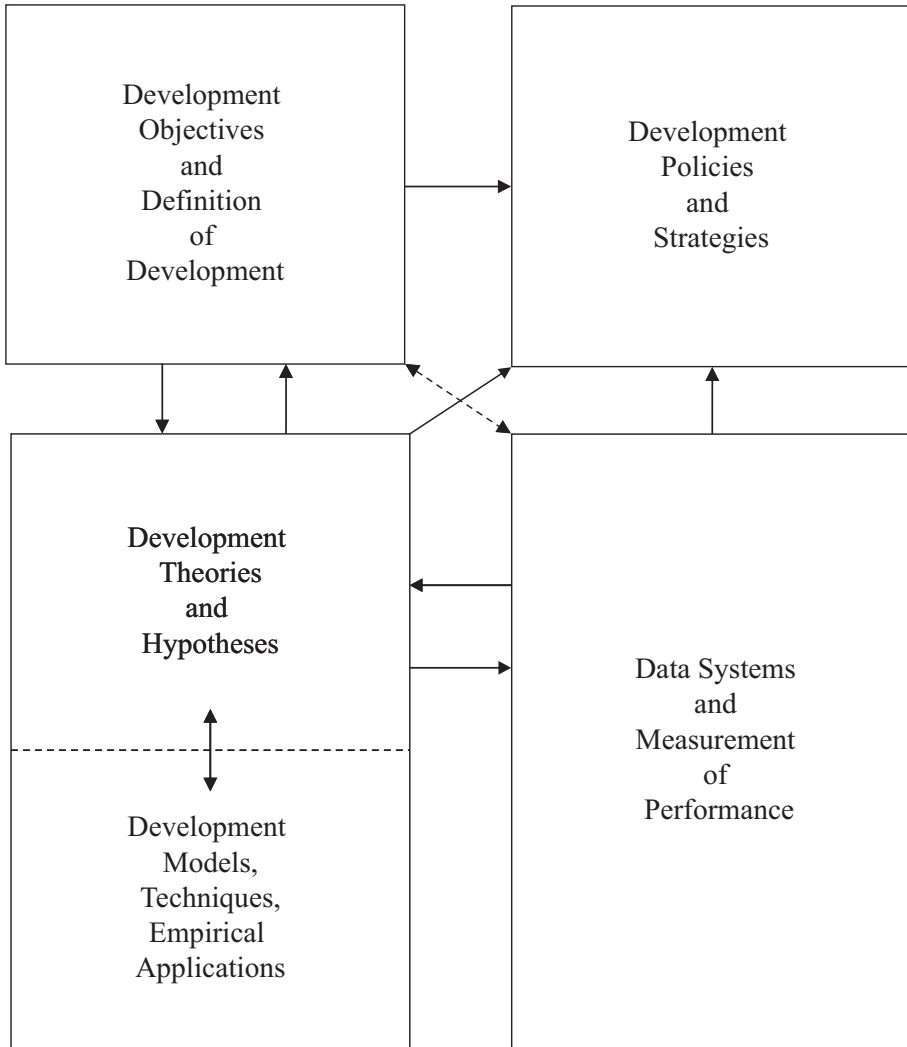 Development
Objectives
and
Definition
of
Development
Development
Policies
and
Strategies
Development
Theories
and
Hypotheses
Development
Models,
Techniques,
Empirical
Applications
Data Systems
and
Measurement
of
Performance